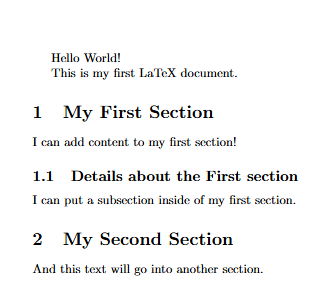 Hello World!
This is my first LaTeX document.
1 My First Section
I can add content to my first section!
1.1 Details about the First section
I can put a subsection inside of my first section.
2 My Second Section
And this text will go into another section.